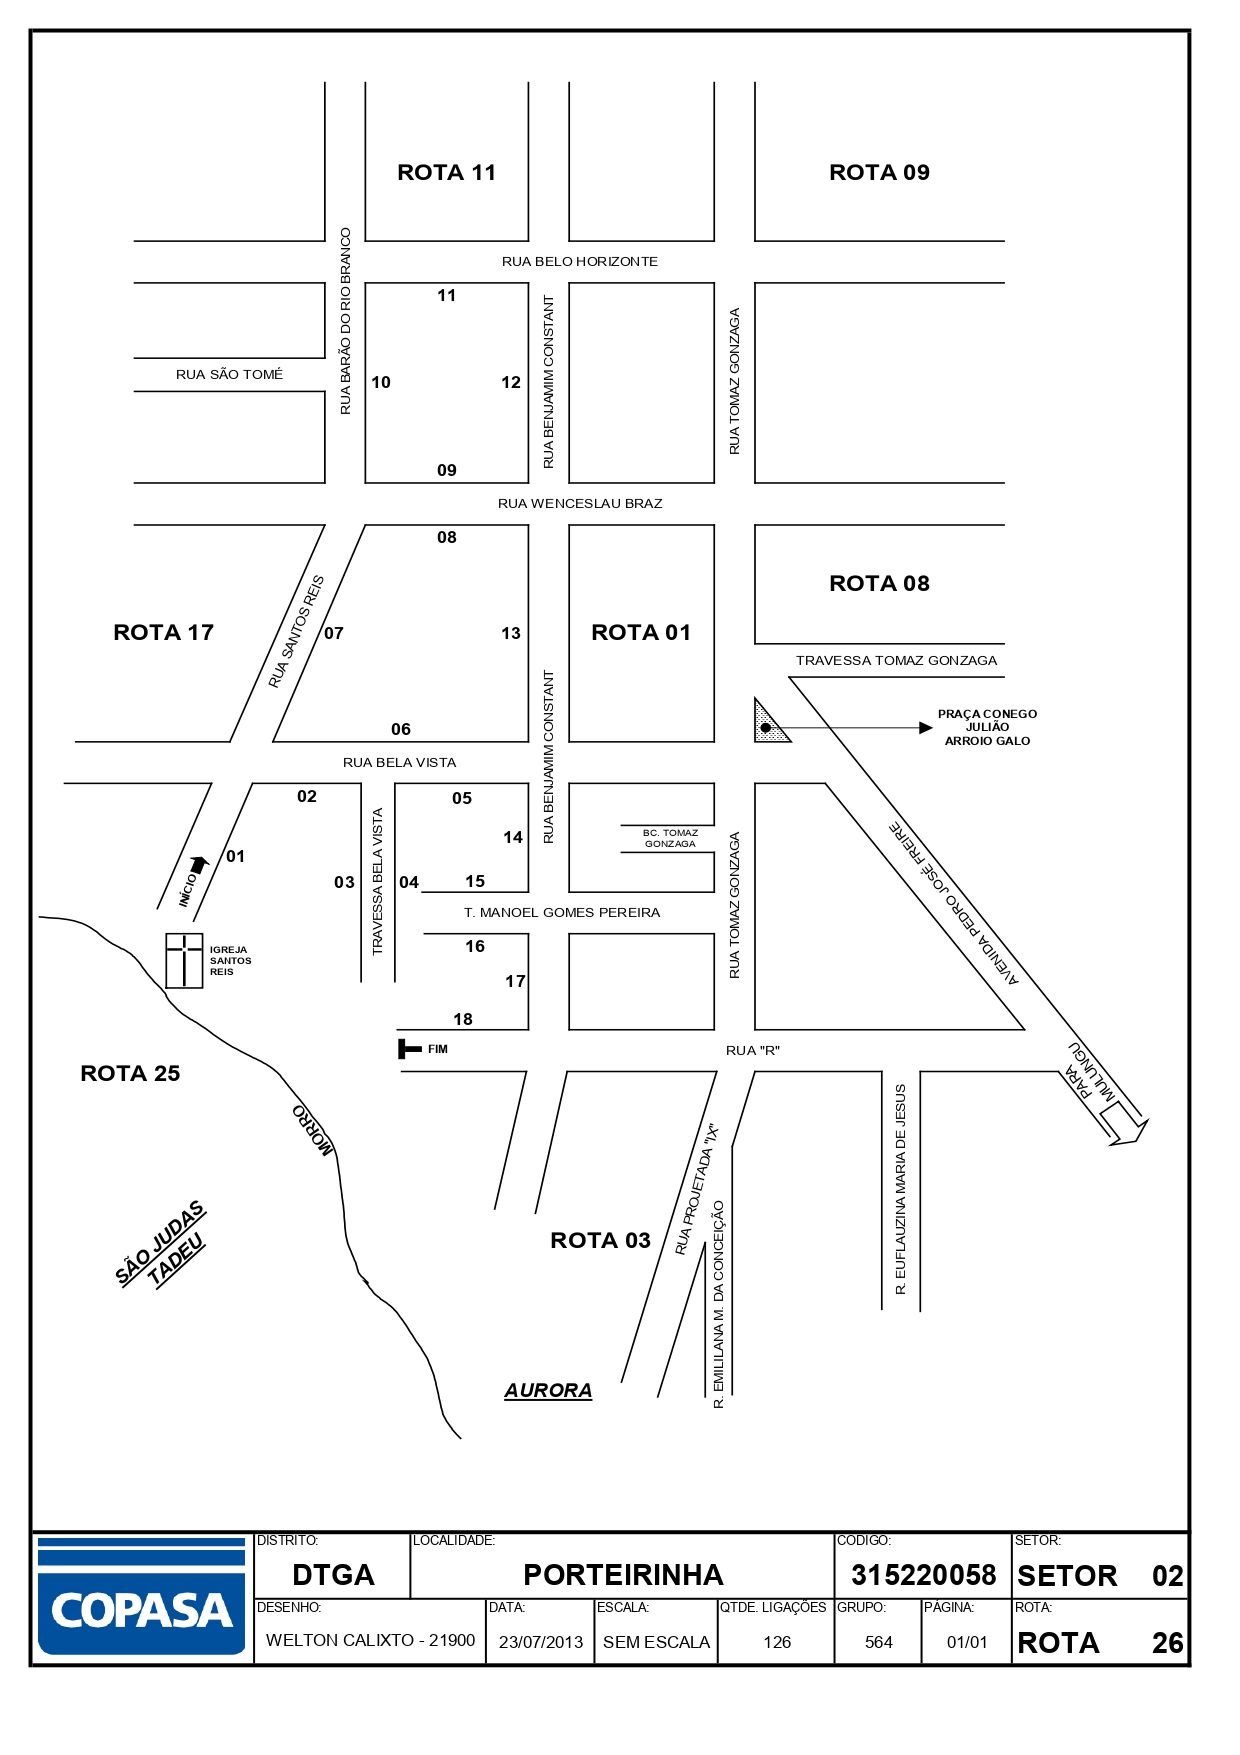 ROTA 11
ROTA 09
RUA BELO HORIZONTE
RUA BARÃO DO RIO BRANCO
11
RUA BENJAMIM CONSTANT
RUA TOMAZ GONZAGA
RUA SÃO TOMÉ
10
12
09
RUA WENCESLAU BRAZ
08
RUA SANTOS REIS
ROTA 08
ROTA 17
07
13
ROTA 01
TRAVESSA TOMAZ GONZAGA
RUA BENJAMIM CONSTANT
PRAÇA CONEGO
JULIÃO
ARROIO GALO
06
RUA BELA VISTA
02
05
TRAVESSA BELA VISTA
14
BC. TOMAZ
GONZAGA
RUA TOMAZ GONZAGA
AVENIDA PEDRO JOSÉ FREIRE
01
INÍCIO
03
04
15
T. MANOEL GOMES PEREIRA
IGREJA
SANTOS
REIS
16
17
18
FIM
RUA "R"
PARA
MULUNGU
ROTA 25
MORRO
RUA PROJETADA "IX"
R. EUFLAUZINA MARIA DE JESUS
SÃO JUDAS
TADEU
ROTA 03
R. EMILILANA M. DA CONCEIÇÃO
AURORA
COPASA
DISTRITO:
DTGA
LOCALIDADE:
PORTEIRINHA
CODIGO:
315220058
SETOR:
SETOR 02
DESENHO:
WELTON CALIXTO - 21900
DATA:
23/07/2013
ESCALA:
SEM ESCALA
QTDE. LIGAÇÕES
126
GRUPO:
564
PÁGINA:
01/01
ROTA:
ROTA 26